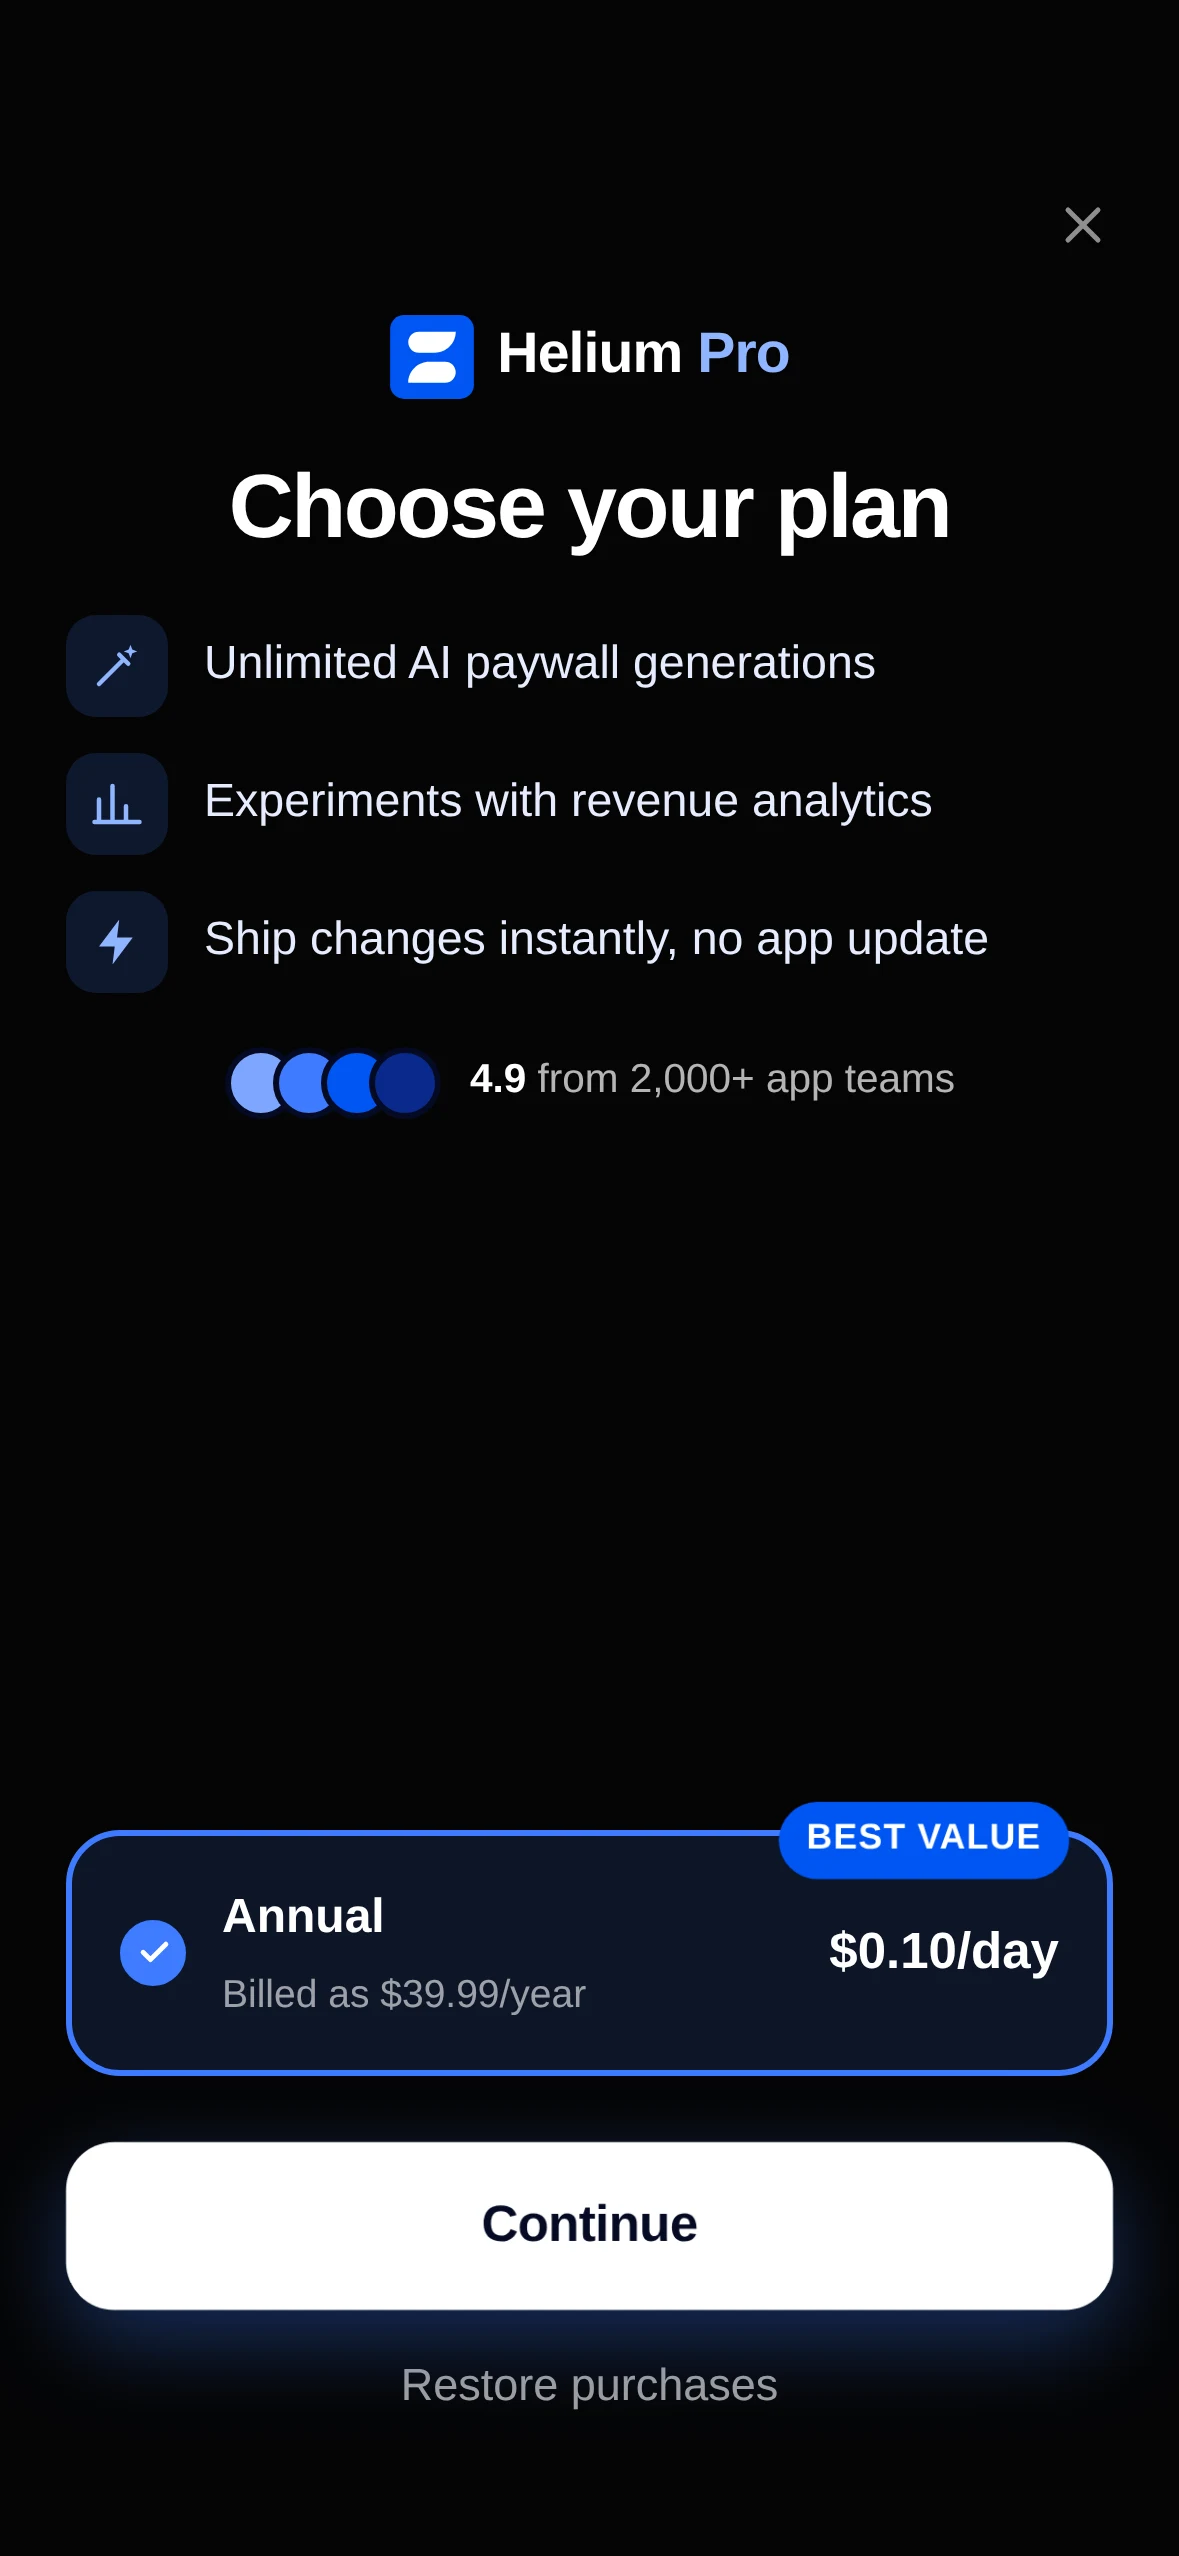 Helium Pro
Choose your plan
Unlimited AI paywall generations
Experiments with revenue analytics
Ship changes instantly, no app update
4.9 from 2,000+ app teams
BEST VALUE
Annual
$0.10/day
Billed as $39.99/year
Continue
Restore purchases